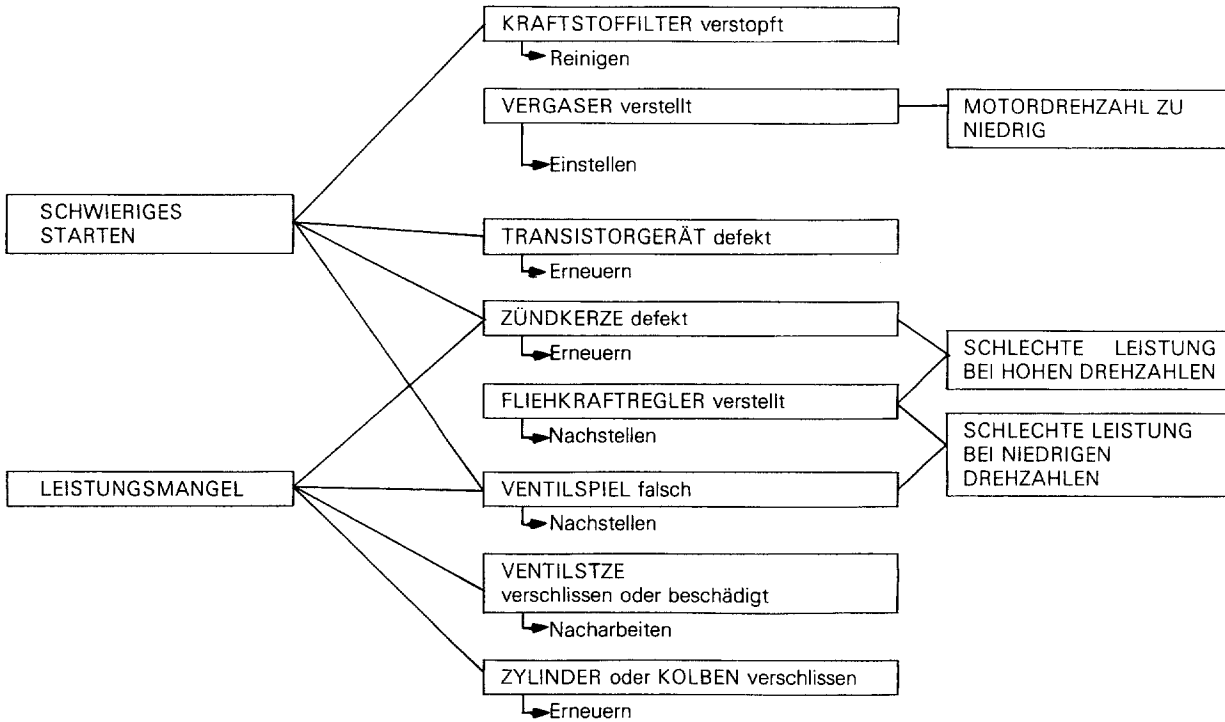 KRAFTSTOFFILTER verstopft
Reinigen
VERGASER verstellt
MOTORDREHZAHL ZU
NIEDRIG
Einstellen
SCHWIERIGES
STARTEN
TRANSISTORGERÄT defekt
Erneuern
ZÜNDKERZE defekt
Erneuern
SCHLECHTE LEISTUNG
BEI HOHEN DREHZAHLEN
FLIEHKRAFTREGLER verstellt
Nachstellen
SCHLECHTE LEISTUNG
BEI NIEDRIGEN
DREHZAHLEN
LEISTUNGSMANGEL
VENTILSPIEL falsch
Nachstellen
VENTILSTZE
verschlissen oder beschädigt
Nacharbeiten
ZYLINDER oder KOLBEN verschlissen
Erneuern